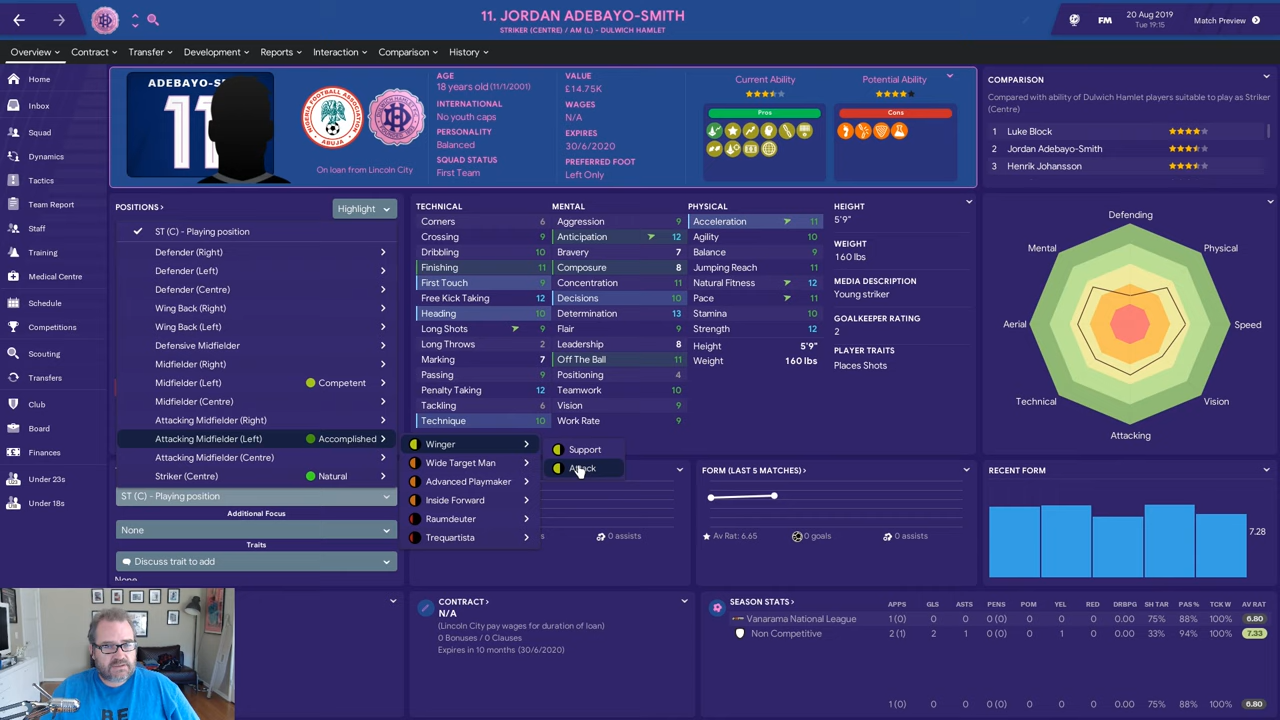 11. JORDAN ADEBAYO-SMITH
STRIKER (CENTRE) / AM (L) - DULWICH HAMLET
FM
20 Aug 2019
Tue 19:15
Match Preview
Overview
Contract
Transfer
Development
Reports
Interaction
Comparison
History
Home
Inbox
Squad
Dynamics
Tactics
Team Report
Staff
Training
Medical Centre
Schedule
Competitions
Scouting
Transfers
Club
Board
Under 23s
Under 18s
11
On loan from Lincoln City
AGE
18 years old (11/1/2001)
INTERNATIONAL
No youth caps
PERSONALITY
Balanced
SQUAD STATUS
First Team
VALUE
£14.75K
WAGES
N/A
EXPIRES
30/6/2020
PREFERRED FOOT
Left Only
Current Ability
Pros
Potential Ability
Cons
COMPARISON
Compared with ability of Dulwich Hamlet players suitable to play as Striker
(Centre)
1 Luke Block
2 Jordan Adebayo-Smith
3 Henrik Johansson
POSITIONS
Highlight
ST (C) - Playing position
Defender (Right)
Defender (Left)
Defender (Centre)
Wing Back (Right)
Wing Back (Left)
Defensive Midfielder
Midfielder (Right)
Midfielder (Left) Competent
Midfielder (Centre)
Attacking Midfielder (Right)
Attacking Midfielder (Left) Accomplished
Attacking Midfielder (Centre)
Striker (Centre) Natural
ST (C) - Playing position
Additional Focus
None
Traits
Discuss trait to add
None
Winger
Wide Target Man
Advanced Playmaker
Inside Forward
Raumdeuter
Trequartista
Support
Attack
TECHNICAL
Corners 6
Crossing 9
Dribbling 10
Finishing 11
First Touch 9
Free Kick Taking 12
Heading 10
Long Shots 9
Long Throws 2
Marking 7
Passing 9
Penalty Taking 12
Tackling 6
Technique 10
MENTAL
Aggression 9
Anticipation 12
Bravery 7
Composure 8
Concentration 11
Decisions 10
Determination 13
Flair 9
Leadership 8
Off The Ball 11
Positioning 4
Teamwork 10
Vision 9
Work Rate 9
PHYSICAL
Acceleration 11
Agility 10
Balance 9
Jumping Reach 11
Natural Fitness 12
Pace 11
Stamina 10
Strength 12
Height 5'9"
Weight 160 lbs
HEIGHT
5'9"
WEIGHT
160 lbs
MEDIA DESCRIPTION
Young striker
GOALKEEPER RATING
2
PLAYER TRAITS
Places Shots
Defending
Physical
Speed
Vision
Attacking
Technical
Aerial
Mental
0 assists
FORM (LAST 5 MATCHES)
Av Rat: 6.65
0 goals
0 assists
RECENT FORM
7.28
CONTRACT
N/A
(Lincoln City pay wages for duration of loan)
0 Bonuses / 0 Clauses
Expires in 10 months (30/6/2020)
SEASON STATS
APPS GLS ASTS PENS POM YEL RED DRBPG SH TAR PAS % TCK W AV RAT
Vanarama National League 1 (0) 0 0 0 (0) 0 0 0 0.00 75% 88% 100% 6.80
Non Competitive 2 (1) 2 1 0 (0) 0 1 0 0.00 33% 94% 100% 7.33
1 (0) 0 0 0 (0) 0 0 0 0.00 75% 88% 100% 6.80